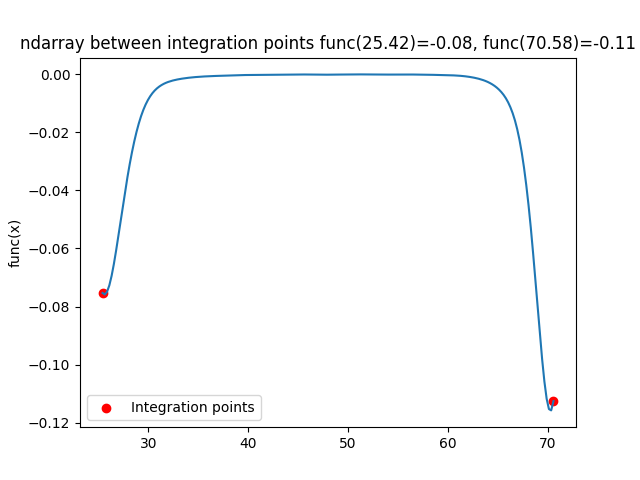 ndarray between integration points func(25.42)=-0.08, func(70.58)=-0.11
0.00
−0.02
−0.04
−0.06
−0.08
−0.10
−0.12
func(x)
Integration points
30 40 50 60 70